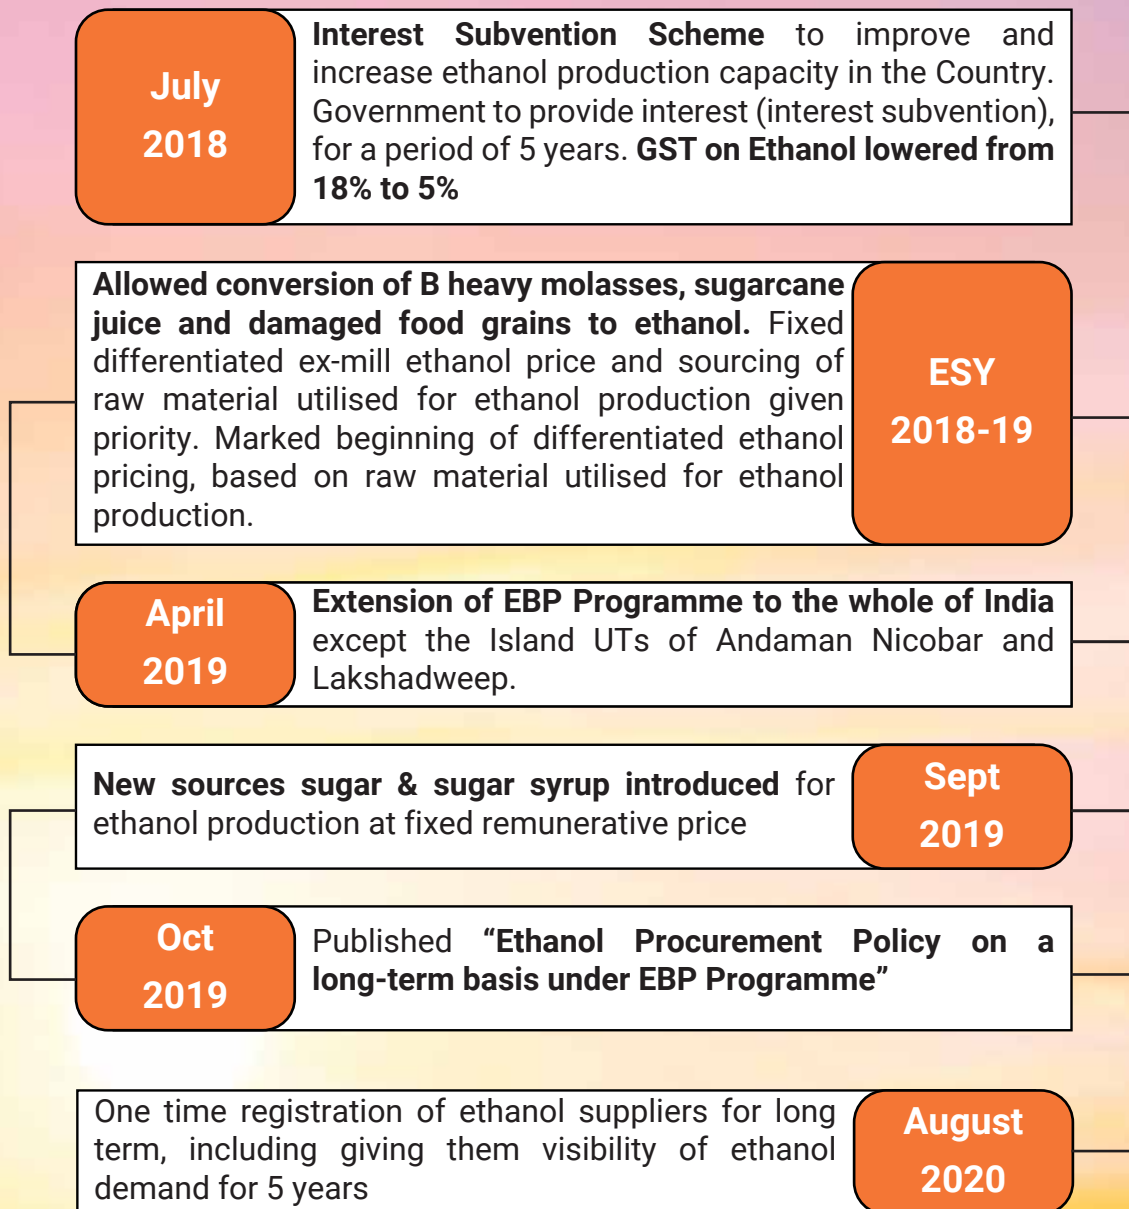 July
2018
Interest Subvention Scheme to improve and
increase ethanol production capacity in the Country.
Government to provide interest (interest subvention),
for a period of 5 years. GST on Ethanol lowered from
18% to 5%
Allowed conversion of B heavy molasses, sugarcane
juice and damaged food grains to ethanol. Fixed
differentiated ex-mill ethanol price and sourcing of
raw material utilised for ethanol production given
priority. Marked beginning of differentiated ethanol
pricing, based on raw material utilised for ethanol
production.
ESY
2018-19
April
2019
Extension of EBP Programme to the whole of India
except the Island UTs of Andaman Nicobar and
Lakshadweep.
New sources sugar & sugar syrup introduced for
ethanol production at fixed remunerative price
Sept
2019
Oct
2019
Published “Ethanol Procurement Policy on a
long-term basis under EBP Programme”
One time registration of ethanol suppliers for long
term, including giving them visibility of ethanol
demand for 5 years
August
2020